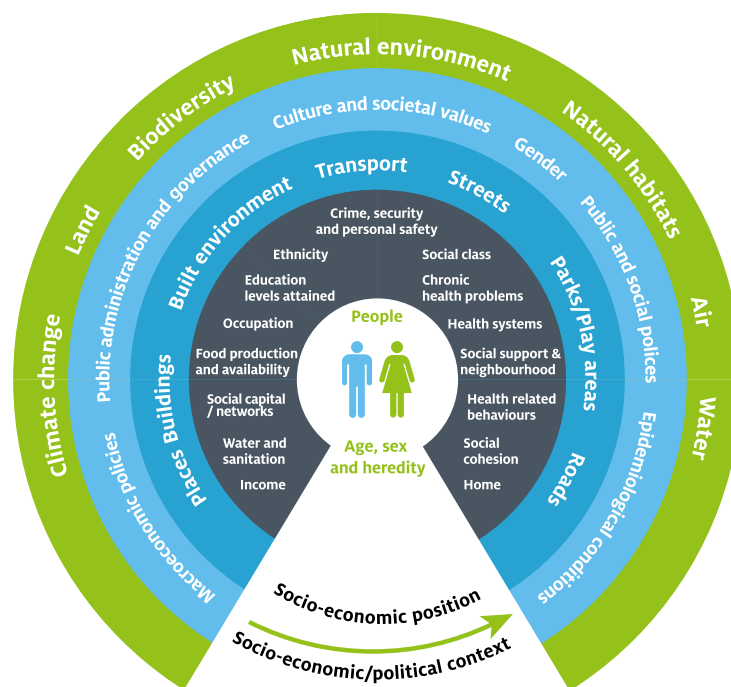 Natural environment
Biodiversity
Natural habitats
Land
Air
Climate change
Water
Culture and societal values
Public administration and governance
Gender
Public and social polices
Macroeconomic policies
Epidemiological conditions
Transport
Built environment
Streets
Parks/Play areas
Places Buildings
Roads
Crime, security
and personal safety
Ethnicity
Social class
Education
levels attained
Chronic
health problems
Occupation
Health systems
Food production
and availability
Social support &
neighbourhood
Social capital
/ networks
Health related
behaviours
Water and
sanitation
Social
cohesion
Income
Home
People
Age, sex
and heredity
Socio-economic position
Socio-economic/political context